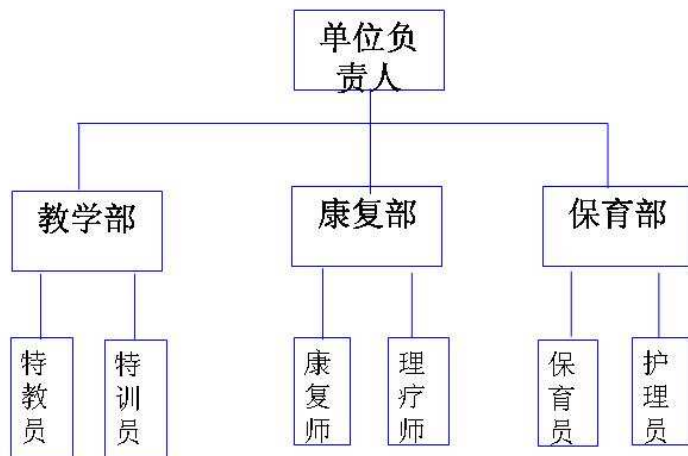 单位负
责人
教学部
康复部
保育部
特教员
特训员
康复师
理疗师
保育员
护理员